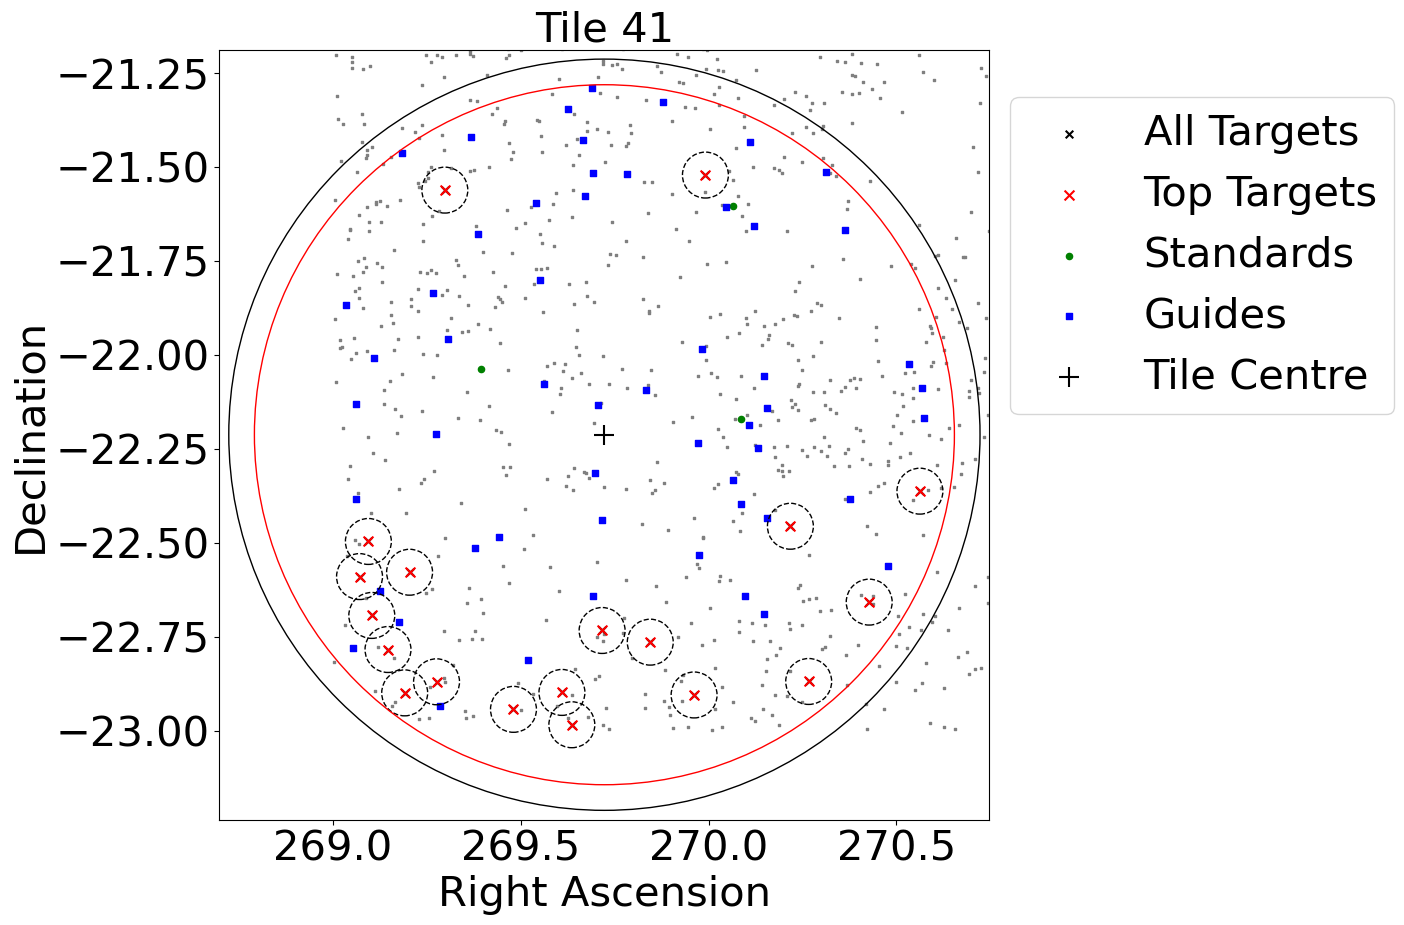 Tile 41
−21.25
−21.50
−21.75
−22.00
−22.25
−22.50
−22.75
−23.00
Declination
269.0 269.5 270.0 270.5
Right Ascension
All Targets
Top Targets
Standards
Guides
Tile Centre